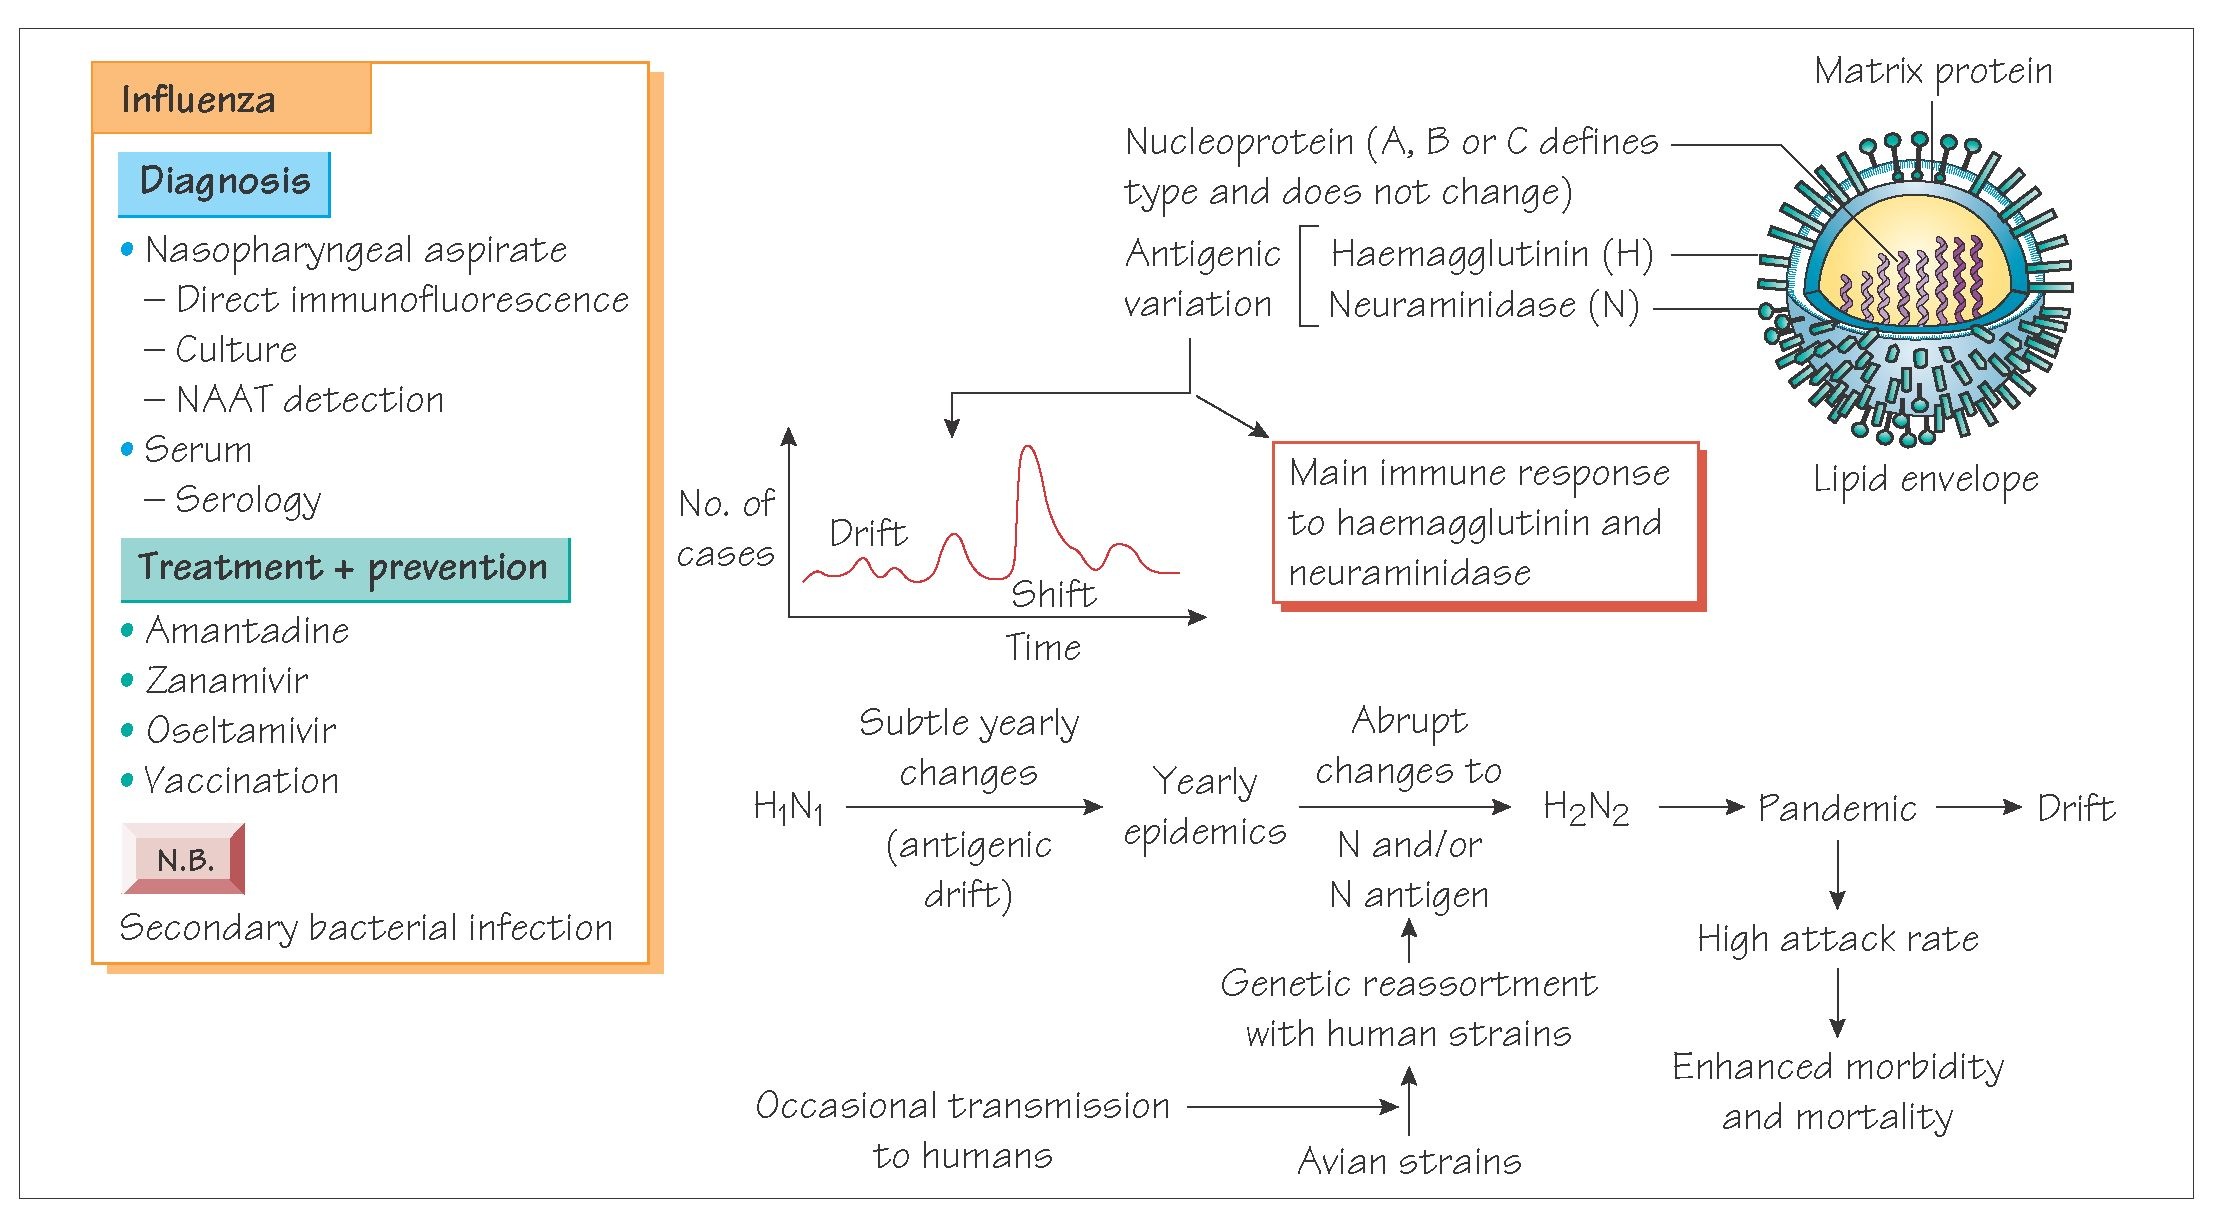 Influenza
Diagnosis
• Nasopharyngeal aspirate
– Direct immunofluorescence
– Culture
– NAAT detection
• Serum
– Serology
Treatment + prevention
• Amantadine
• Zanamivir
• Oseltamivir
• Vaccination
N.B.
Secondary bacterial infection
Matrix protein
Nucleoprotein (A, B or C defines
type and does not change)
Antigenic
variation
Haemagglutinin (H)
Neuraminidase (N)
Lipid envelope
No. of
cases
Drift
Shift
Time
Main immune response
to haemagglutinin and
neuraminidase
H₁N₁
Subtle yearly
changes
(antigenic
drift)
Yearly
epidemics
Abrupt
changes to
N and/or
N antigen
H₂N₂
Pandemic
Drift
High attack rate
Enhanced morbidity
and mortality
Genetic reassortment
with human strains
Occasional transmission
to humans
Avian strains